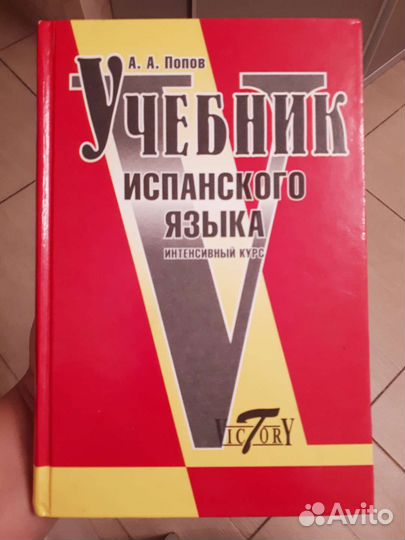 А. А. Попов
УЧЕБНИК
ИСПАНСКОГО
ЯЗЫКА
ИНТЕНСИВНЫЙ КУРС
VICTORY
Avito